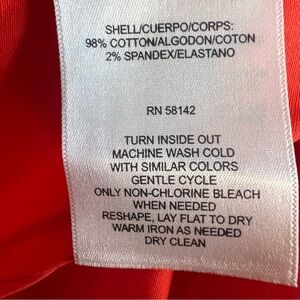 SHELL/CUERPO/CORPS:
98% COTTON/ALGODON/COTON
2% SPANDEX/ELASTANO
RN 58142
TURN INSIDE OUT
MACHINE WASH COLD
WITH SIMILAR COLORS
GENTLE CYCLE
ONLY NON-CHLORINE BLEACH
WHEN NEEDED
RESHAPE, LAY FLAT TO DRY
WARM IRON AS NEEDED
DRY CLEAN